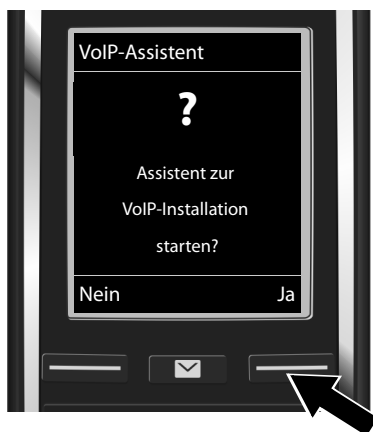 VoIP-Assistent
?
Assistent zur
VoIP-Installation
starten?
Nein Ja